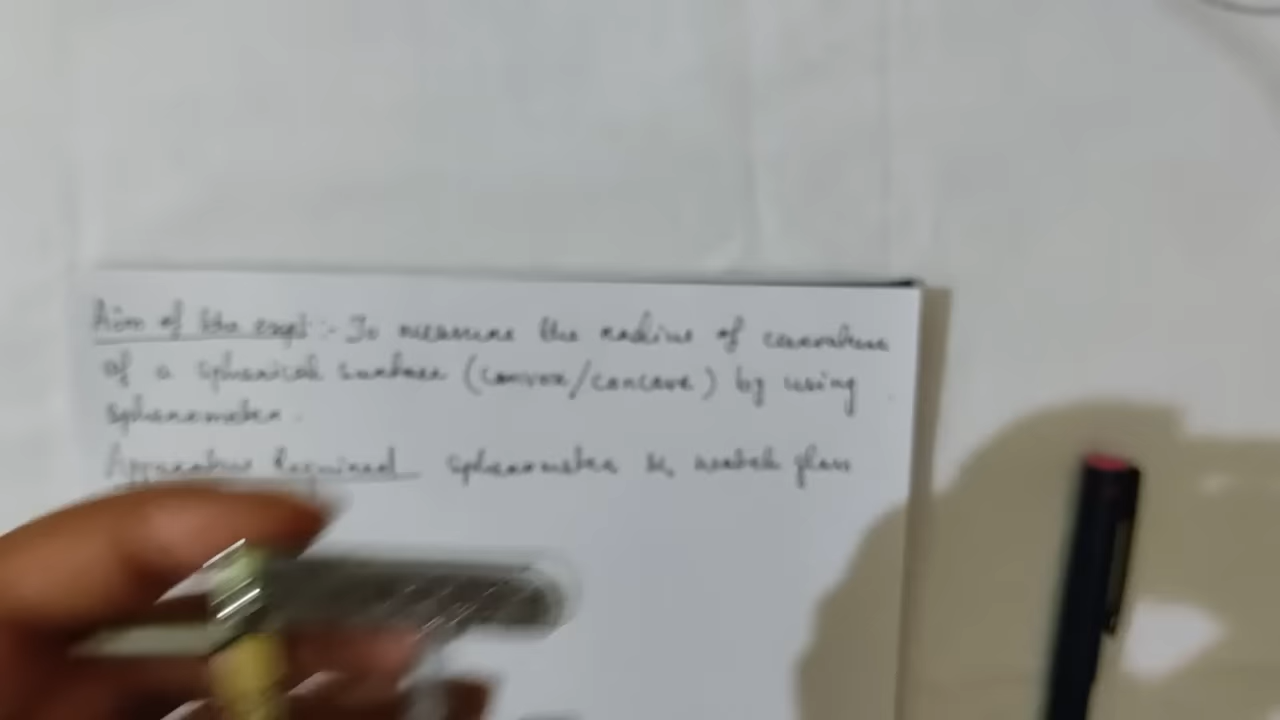 Aim of the expt :- To measure the radius of curvature
of a spherical surface (convex/concave) by using
spherometer.
Apparatus Required spherometer & watch glass